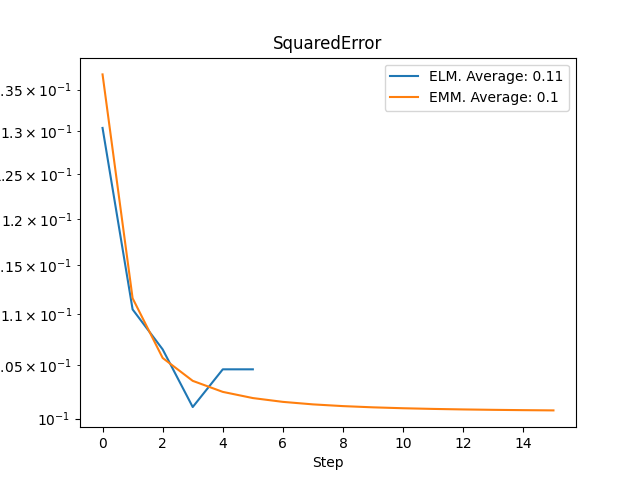 SquaredError
ELM. Average: 0.11
EMM. Average: 0.1
.35 × 10⁻¹
1.3 × 10⁻¹
.25 × 10⁻¹
1.2 × 10⁻¹
.15 × 10⁻¹
1.1 × 10⁻¹
.05 × 10⁻¹
10⁻¹
0 2 4 6 8 10 12 14
Step